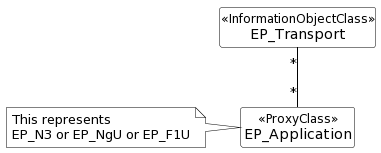 «InformationObjectClass»
EP_Transport
*
*
This represents
EP_N3 or EP_NgU or EP_F1U
«ProxyClass»
EP_Application